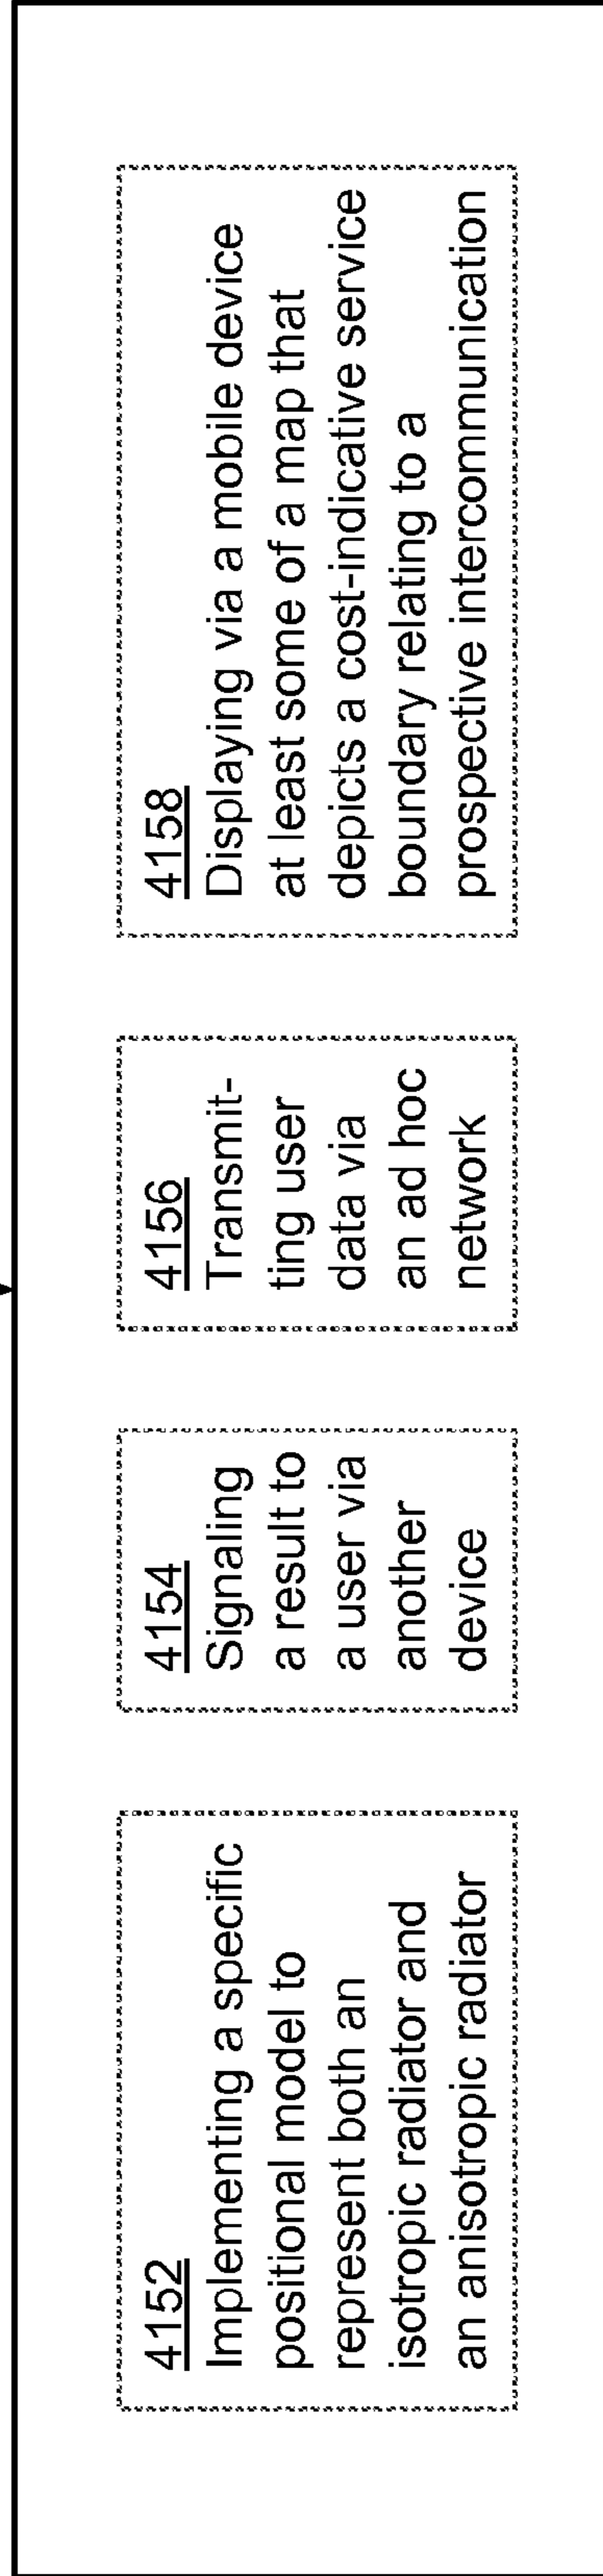 4152
Implementing a specific
positional model to
represent both an
isotropic radiator and
an anisotropic radiator
4154
Signaling
a result to
a user via
another
device
4156
Transmit-
ting user
data via
an ad hoc
network
4158
Displaying via a mobile device
at least some of a map that
depicts a cost-indicative service
boundary relating to a
prospective intercommunication